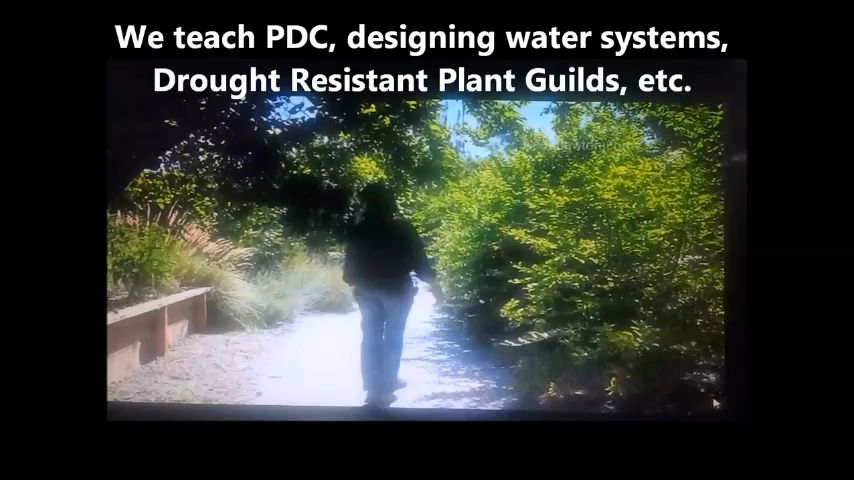 We teach PDC, designing water systems,
Drought Resistant Plant Guilds, etc.